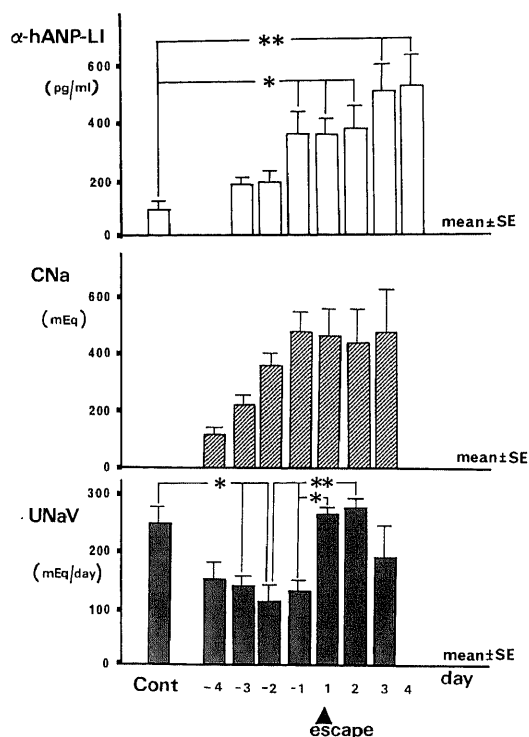 α-hANP-LI
(pg/ml)
**
*
600
400
200
0
mean±SE
CNa
(mEq)
600
400
200
0
mean±SE
UNaV
(mEq/day)
*
**
*
300
200
100
0
mean±SE
Cont -4 -3 -2 -1 1 2 3 4 day
escape